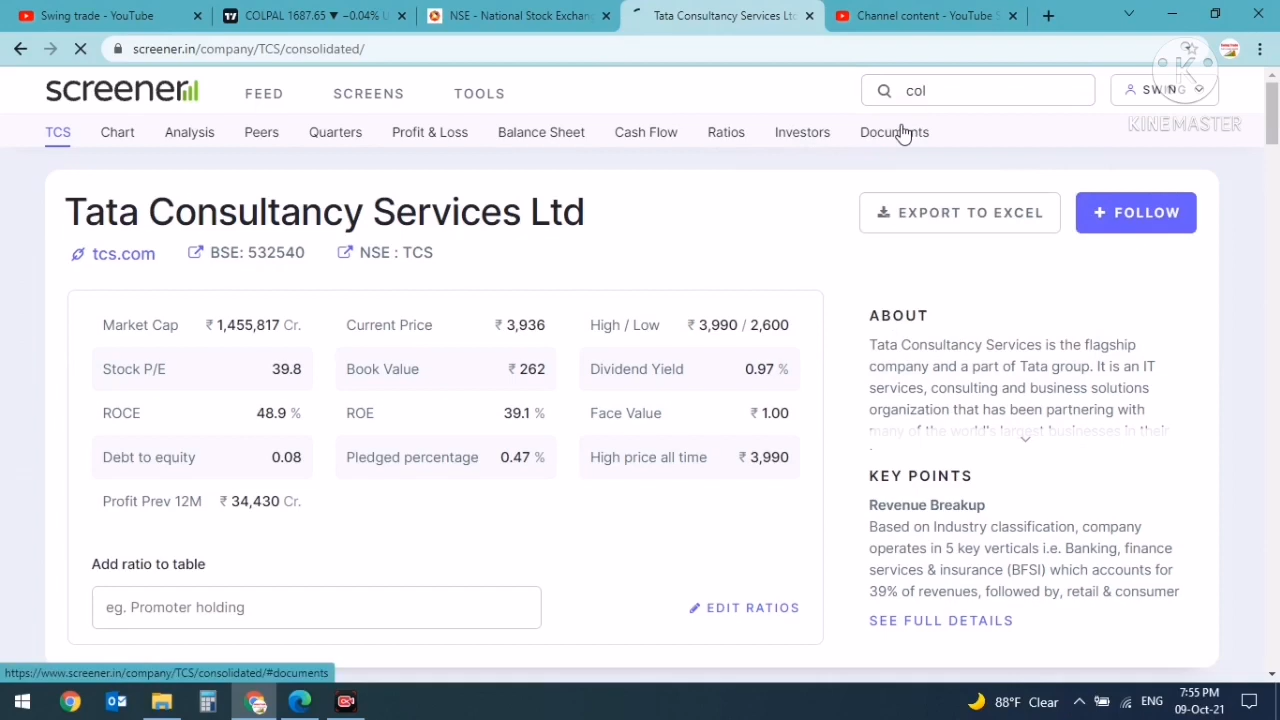 Swing trade - YouTube
COLPAL 1687.65 ▼ −0.04% U
NSE - National Stock Exchan
Tata Consultancy Services Ltd
Channel content - YouTube S
screener.in/company/TCS/consolidated/
screener
FEED
SCREENS
TOOLS
col
SWING
KINEMASTER
TCS
Chart
Analysis
Peers
Quarters
Profit & Loss
Balance Sheet
Cash Flow
Ratios
Investors
Documents
Tata Consultancy Services Ltd
EXPORT TO EXCEL
+ FOLLOW
tcs.com
BSE: 532540
NSE : TCS
Market Cap ₹ 1,455,817 Cr.
Current Price ₹ 3,936
High / Low ₹ 3,990 / 2,600
Stock P/E 39.8
Book Value ₹ 262
Dividend Yield 0.97 %
ROCE 48.9 %
ROE 39.1 %
Face Value ₹ 1.00
Debt to equity 0.08
Pledged percentage 0.47 %
High price all time ₹ 3,990
Profit Prev 12M ₹ 34,430 Cr.
Add ratio to table
eg. Promoter holding
EDIT RATIOS
ABOUT
Tata Consultancy Services is the flagship
company and a part of Tata group. It is an IT
services, consulting and business solutions
organization that has been partnering with
many of the world's largest businesses in their
KEY POINTS
Revenue Breakup
Based on Industry classification, company
operates in 5 key verticals i.e. Banking, finance
services & insurance (BFSI) which accounts for
39% of revenues, followed by, retail & consumer
SEE FULL DETAILS
https://www.screener.in/company/TCS/consolidated/#documents
88°F Clear
ENG
7:55 PM
09-Oct-21